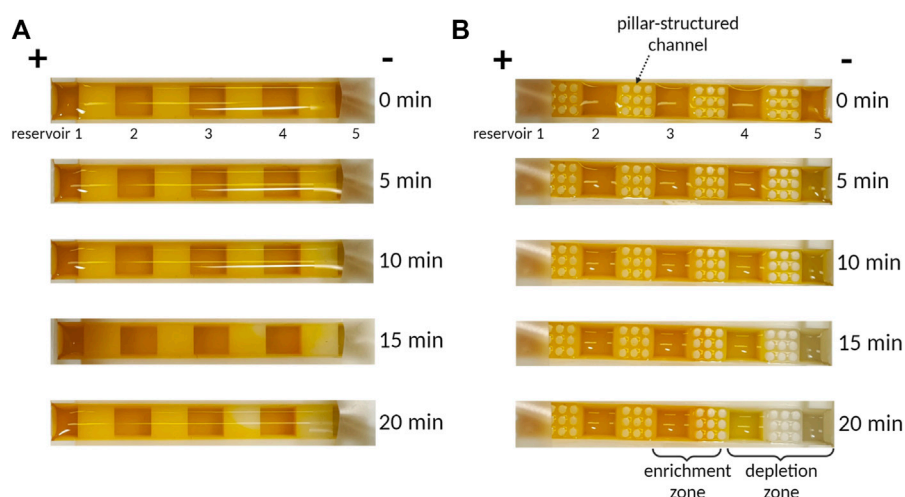 A
+
-
0 min
reservoir 1 2 3 4 5
5 min
10 min
15 min
20 min
B
pillar-structured
channel
+
-
0 min
reservoir 1 2 3 4 5
5 min
10 min
15 min
20 min
enrichment
zone
depletion
zone